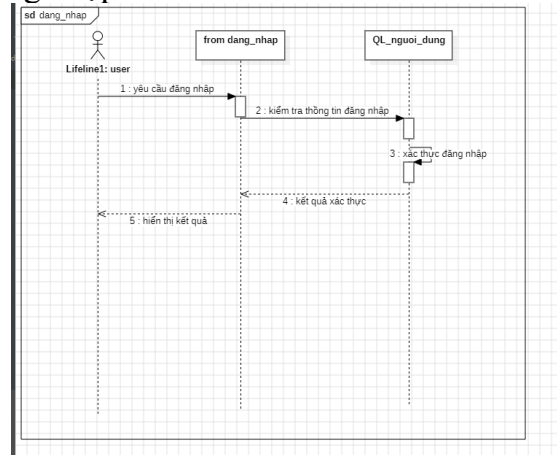 sd dang_nhap
from dang_nhap
QL_nguoi_dung
Lifeline1: user
1 : yêu cầu đăng nhập
2 : kiểm tra thồng tin đăng nhập
3 : xác thực đăng nhập
4 : kết quả xác thực
5 : hiển thị kết quả